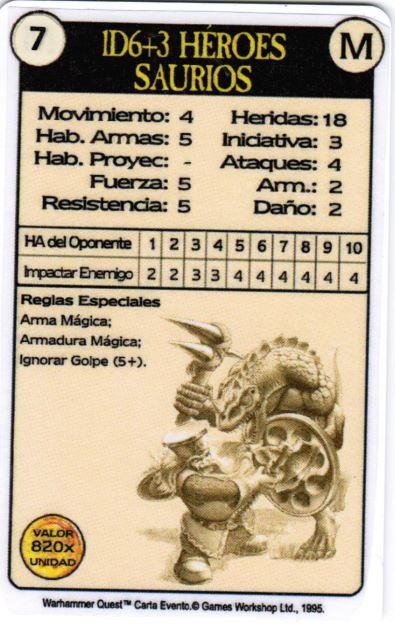 7
1D6+3 HÉROES
SAURIOS
M
Movimiento: 4 Heridas: 18
Hab. Armas: 5 Iniciativa: 3
Hab. Proyec: - Ataques: 4
Fuerza: 5 Arm.: 2
Resistencia: 5 Daño: 2
HA del Oponente 1 2 3 4 5 6 7 8 9 10
Impactar Enemigo 2 2 3 3 4 4 4 4 4 4
Reglas Especiales
Arma Mágica;
Armadura Mágica;
Ignorar Golpe (5+).
VALOR
820x
UNIDAD
Warhammer Quest™ Carta Evento.© Games Workshop Ltd., 1995.